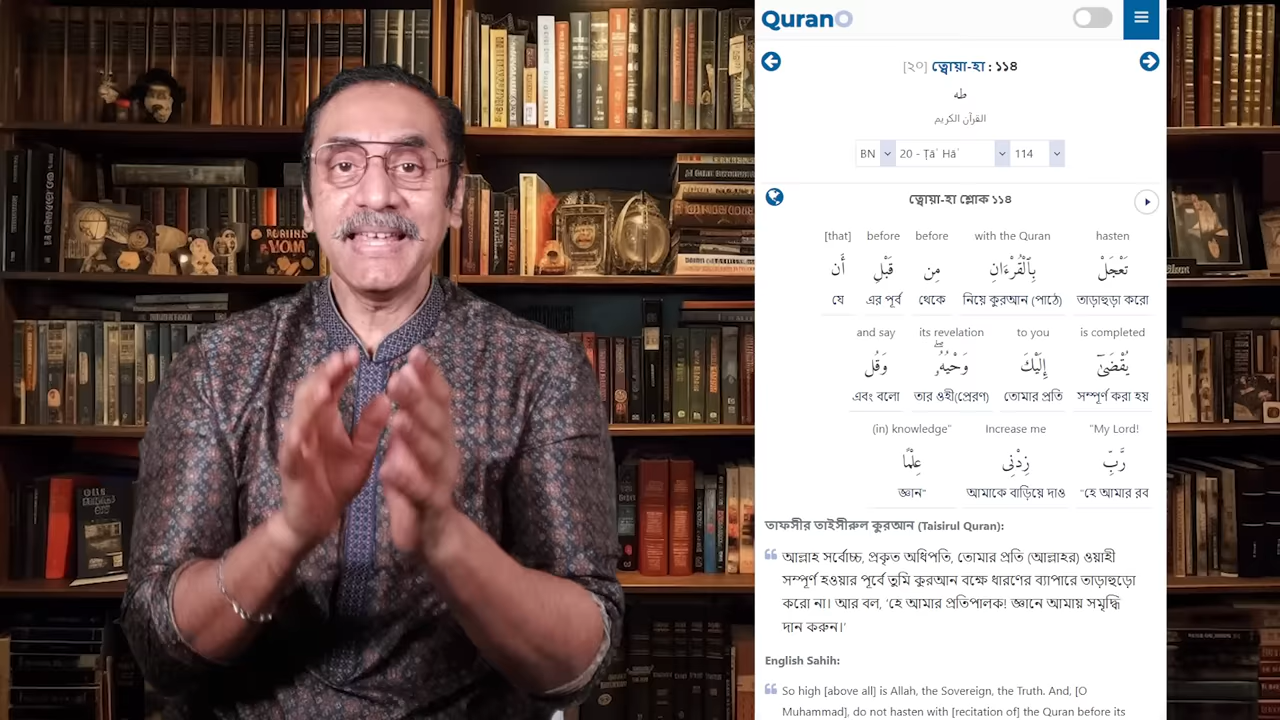 QuranO
[২০] ত্বোয়া-হা : ১১৪
طه
القرآن الكريم
BN 20 - Ṭāʾ Hāʾ 114
ত্বোয়া-হা শ্লোক ১১৪
[that] before before with the Quran hasten
تَعْجَلْ بِٱلْقُرْءَانِ مِن قَبْلِ أَن
যে এর পূর্ব থেকে নিয়ে কুরআন (পাঠে) তাড়াহুড়া করো
and say its revelation to you is completed
يُقْضَىٰٓ إِلَيْكَ وَحْيُهُۥۖ وَقُل
এবং বলো তার ওহী(প্রেরণ) তোমার প্রতি সম্পূর্ণ করা হয়
(in) knowledge" Increase me "My Lord!
رَّبِّ زِدْنِى عِلْمًا
জ্ঞান" আমাকে বাড়িয়ে দাও "হে আমার রব
তাফসীর তাইসীরুল কুরআন (Taisirul Quran):
আল্লাহ সর্বোচ্চ, প্রকৃত অধিপতি, তোমার প্রতি (আল্লাহর) ওয়াহী
সম্পূর্ণ হওয়ার পূর্বে তুমি কুরআন বক্ষে ধারণের ব্যাপারে তাড়াহুড়ো
করো না। আর বল, ‘হে আমার প্রতিপালক! জ্ঞানে আমায় সমৃদ্ধি
দান করুন।’
English Sahih:
So high [above all] is Allah, the Sovereign, the Truth. And, [O
Muhammad], do not hasten with [recitation of] the Quran before its